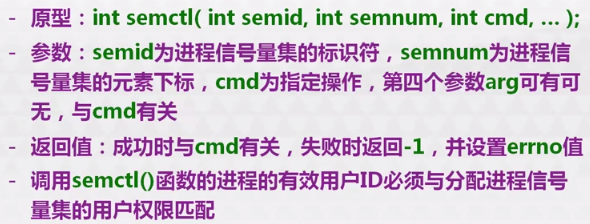 - 原型：int semctl( int semid, int semnum, int cmd, ... );
- 参数：semid为进程信号量集的标识符，semnum为进程信
号量集的元素下标，cmd为指定操作，第四个参数arg可有可
无，与cmd有关
- 返回值：成功时与cmd有关，失败时返回-1，并设置errno值
- 调用semctl()函数的进程的有效用户ID必须与分配进程信号
量集的用户权限匹配